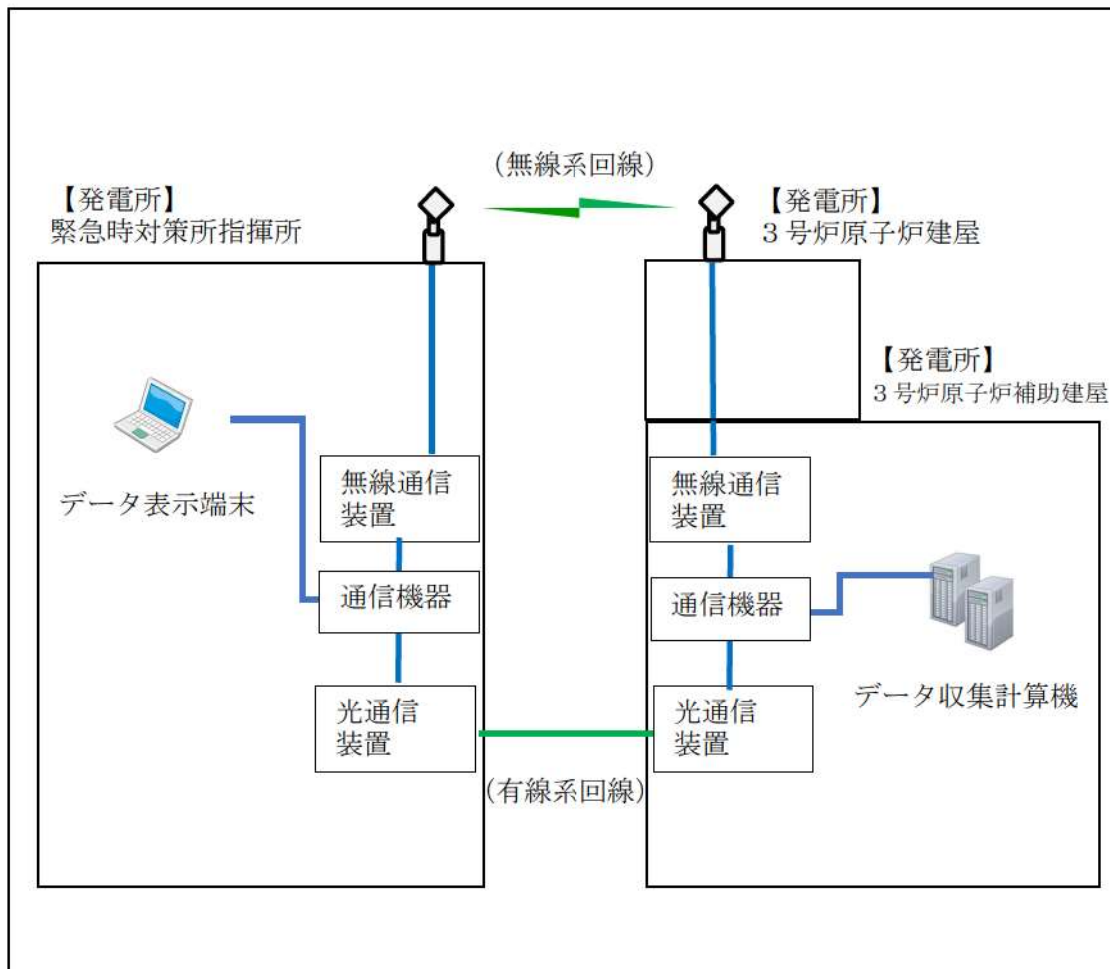 （無線系回線）
【発電所】
緊急時対策所指揮所
【発電所】
３号炉原子炉建屋
【発電所】
３号炉原子炉補助建屋
データ表示端末
無線通信
装置
通信機器
光通信
装置
無線通信
装置
通信機器
光通信
装置
データ収集計算機
（有線系回線）